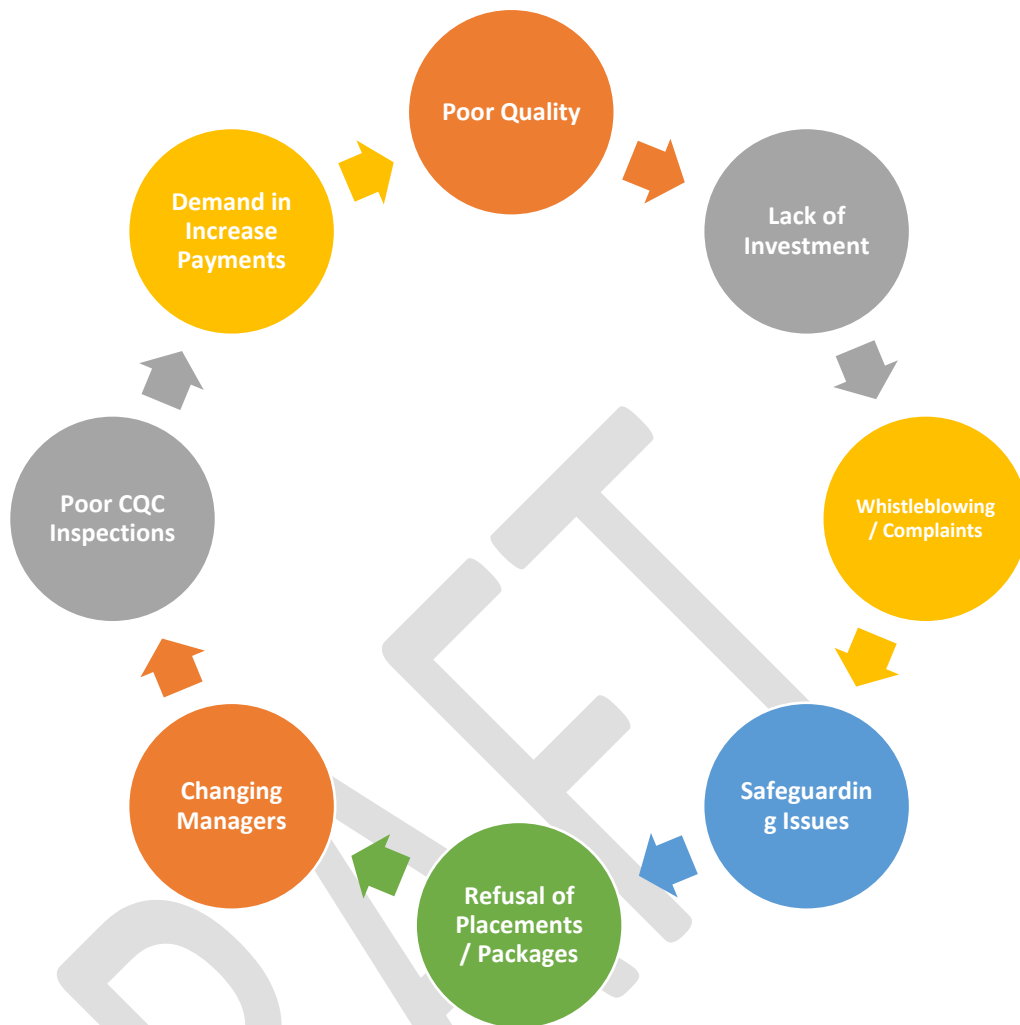 Poor Quality
Lack of
Investment
Whistleblowing
/ Complaints
Safeguardin
g Issues
Refusal of
Placements
/ Packages
Changing
Managers
Poor CQC
Inspections
Demand in
Increase
Payments
DRAFT